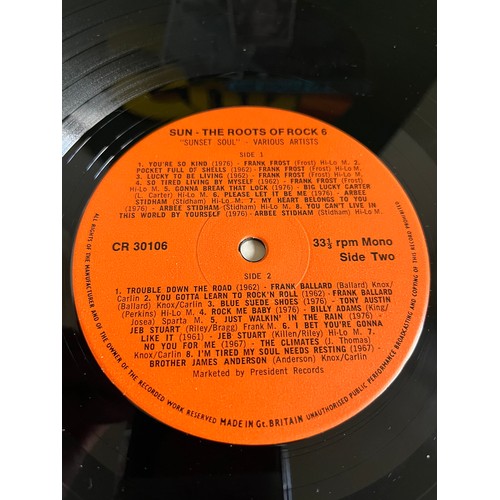 SUN - THE ROOTS OF ROCK 6
"SUNSET SOUL" - VARIOUS ARTISTS
SIDE 1
1. YOU'RE SO KIND (1976) - FRANK FROST (Frost) Hi-Lo M. 2.
POCKET FULL OF SHELLS (1962) - FRANK FROST (Frost) Hi-Lo M.
3. LUCKY TO BE LIVING (1962) - FRANK FROST (Frost) Hi-Lo M.
4. SO TIRED LIVING BY MYSELF (1962) - FRANK FROST (Frost)
Hi-Lo M. 5. GONNA BREAK THAT LOCK (1976) - BIG LUCKY CARTER
(L. Carter) Hi-Lo M. 6. PLEASE LET IT BE ME (1976) - ARBEE
STIDHAM (Stidham) Hi-Lo M. 7. MY HEART BELONGS TO YOU
(1976) - ARBEE STIDHAM (Stidham) Hi-Lo M. 8. YOU CAN'T LIVE IN
THIS WORLD BY YOURSELF (1976) - ARBEE STIDHAM (Stidham) Hi-Lo M.
CR 30106
33⅓ rpm Mono
Side Two
SIDE 2
1. TROUBLE DOWN THE ROAD (1962) - FRANK BALLARD (Ballard) Knox/
Carlin 2. YOU GOTTA LEARN TO ROCK'N ROLL (1962) - FRANK BALLARD
(Ballard) Knox/Carlin 3. BLUE SUEDE SHOES (1976) - TONY AUSTIN
(Perkins) Hi-Lo M. 4. ROCK ME BABY (1976) - BILLY ADAMS (King/
Josea) Sparta M. 5. JUST WALKIN' IN THE RAIN (1976) -
JEB STUART (Riley/Bragg) Frank M. 6. I BET YOU'RE GONNA
LIKE IT (1961) - JEB STUART (Killen/Riley) Hi-Lo M. 7.
NO YOU FOR ME (1967) - THE CLIMATES (J. Thomas)
Knox/Carlin 8. I'M TIRED MY SOUL NEEDS RESTING (1967) -
BROTHER JAMES ANDERSON (Anderson) Knox/Carlin
Marketed by President Records
ALL RIGHTS OF THE MANUFACTURER AND OF THE OWNER OF THE RECORDED WORK RESERVED MADE IN Gt. BRITAIN UNAUTHORISED PUBLIC PERFORMANCE BROADCASTING AND COPYING OF THIS RECORD PROHIBITED